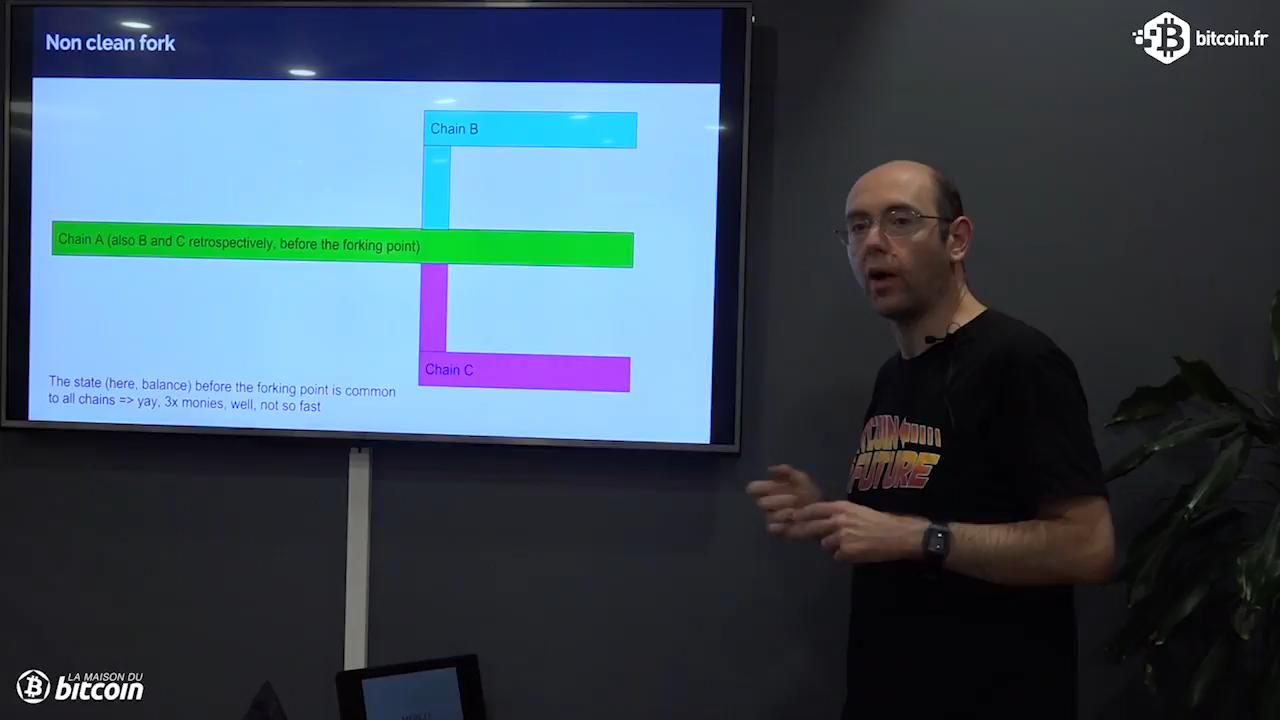 Non clean fork
bitcoin.fr
Chain B
Chain A (also B and C retrospectively, before the forking point)
Chain C
The state (here, balance) before the forking point is common
to all chains => yay, 3x monies, well, not so fast
FUTURE
LA MAISON DU
bitcoin